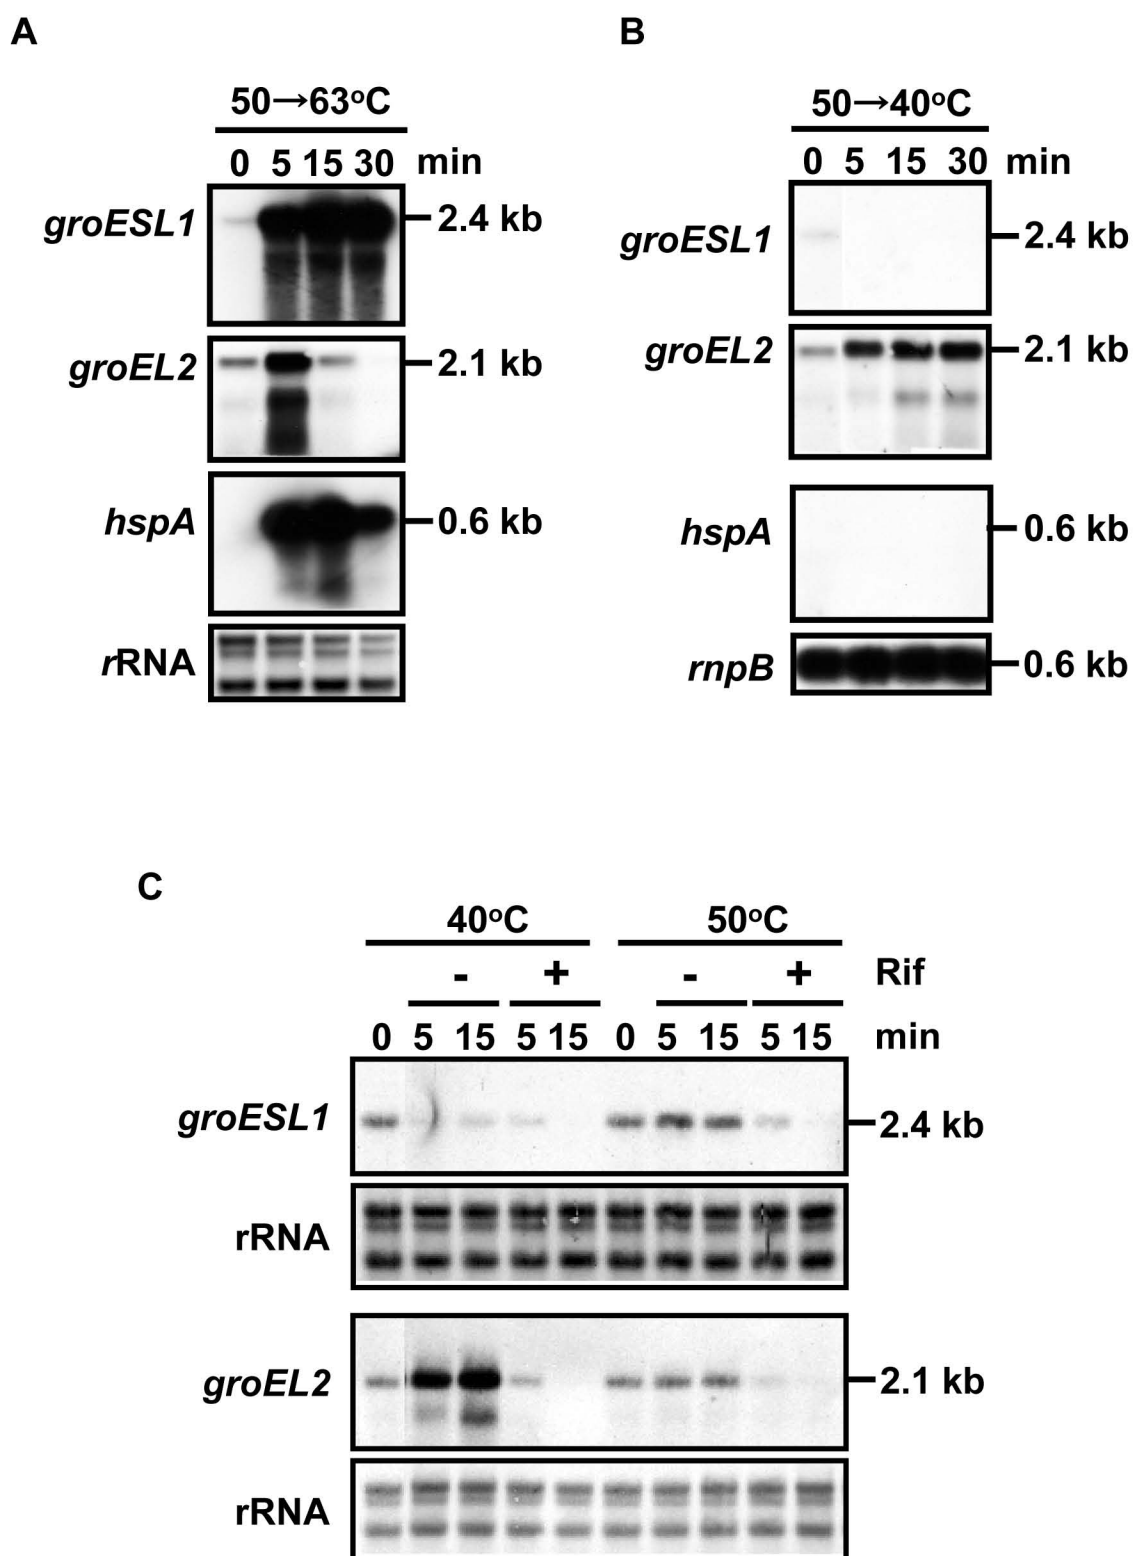 A
50→63°C
0 5 15 30 min
groESL1 2.4 kb
groEL2 2.1 kb
hspA 0.6 kb
rRNA
B
50→40°C
0 5 15 30 min
groESL1 2.4 kb
groEL2 2.1 kb
hspA 0.6 kb
rnpB 0.6 kb
C
40°C 50°C
- + - + Rif
0 5 15 5 15 0 5 15 5 15 min
groESL1 2.4 kb
rRNA
groEL2 2.1 kb
rRNA